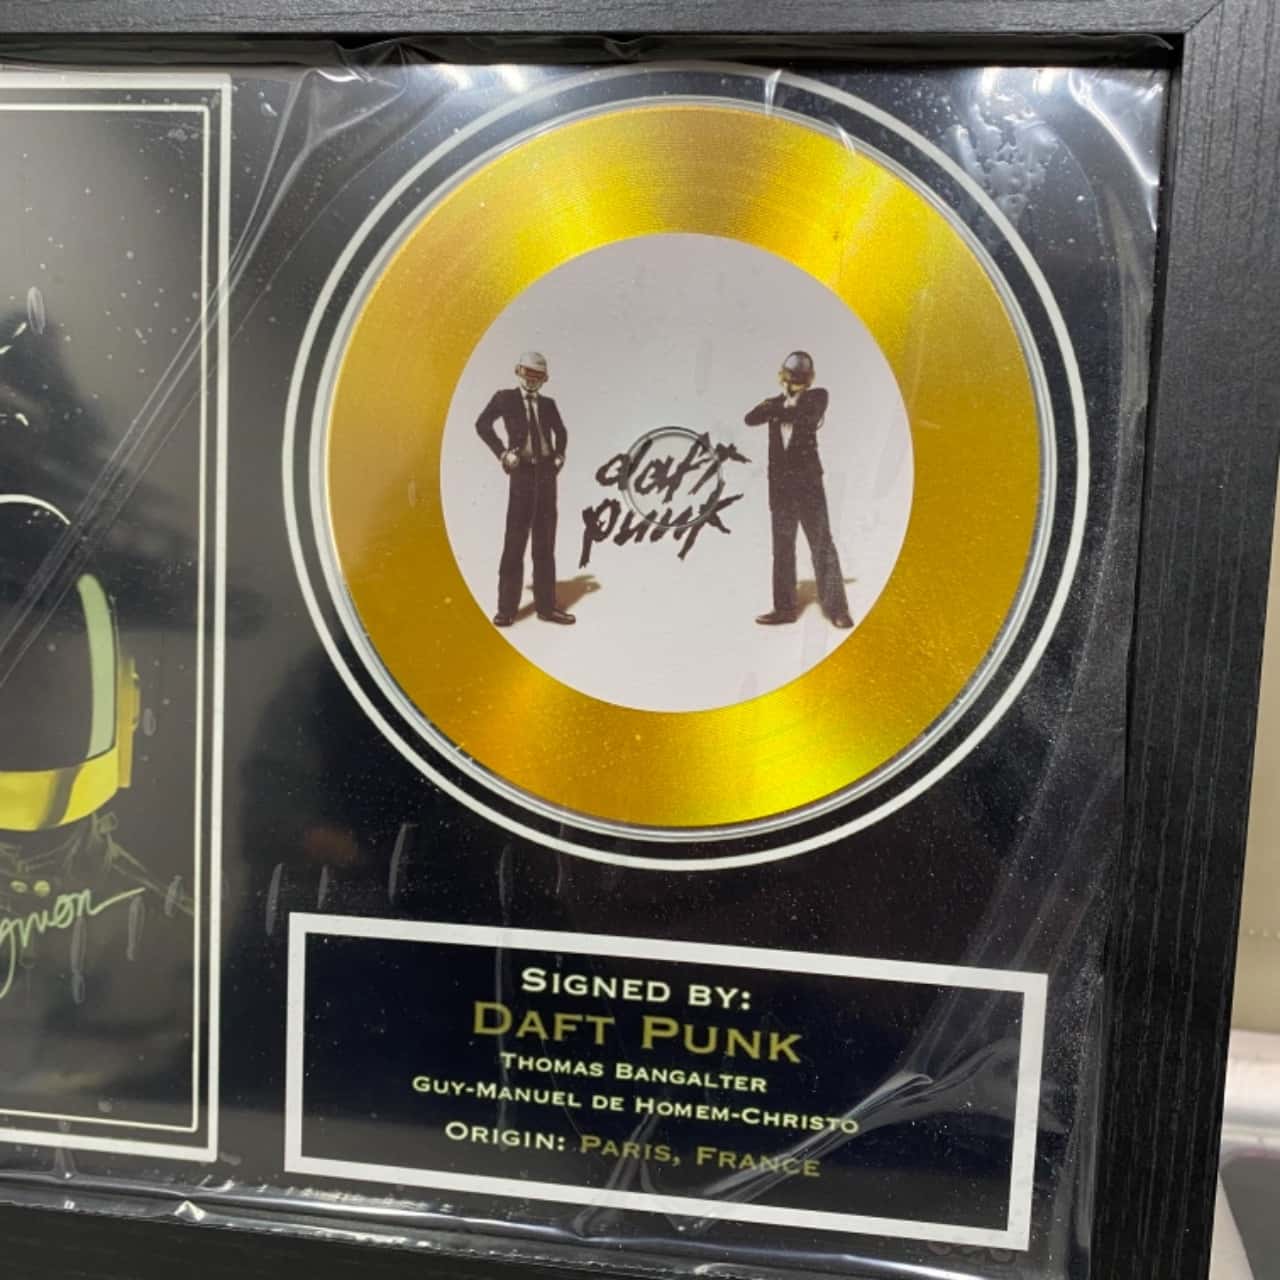 daft
punk
SIGNED BY:
DAFT PUNK
THOMAS BANGALTER
GUY-MANUEL DE HOMEM-CHRISTO
ORIGIN: PARIS, FRANCE